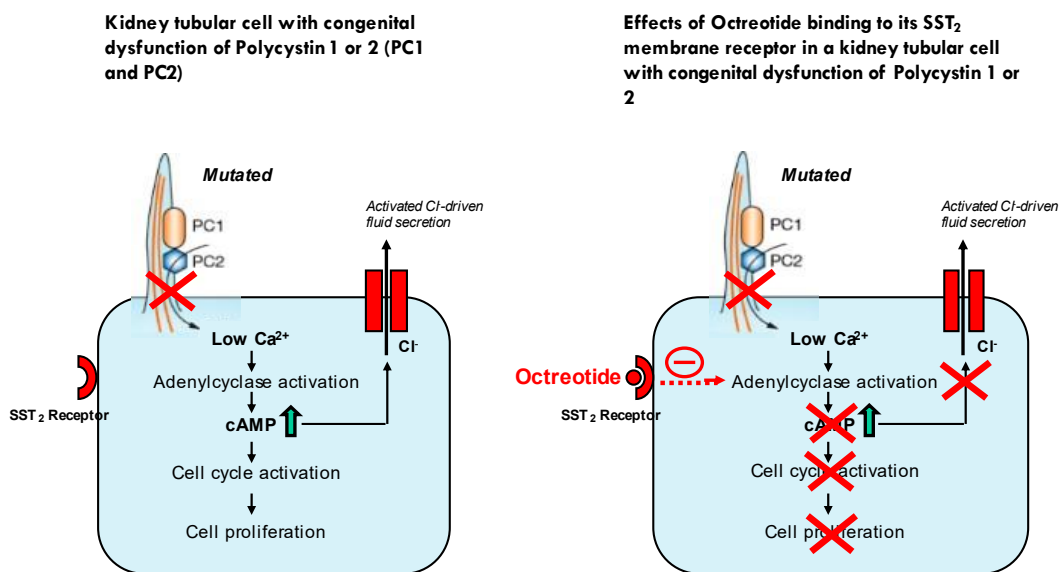 Kidney tubular cell with congenital
dysfunction of Polycystin 1 or 2 (PC1
and PC2)
Mutated
Activated Cl-driven
fluid secretion
PC1
PC2
Low Ca²⁺
Cl-
Adenylcyclase activation
SST₂ Receptor
cAMP
Cell cycle activation
Cell proliferation
Effects of Octreotide binding to its SST₂
membrane receptor in a kidney tubular cell
with congenital dysfunction of Polycystin 1 or
2
Mutated
Activated Cl-driven
fluid secretion
PC1
PC2
Low Ca²⁺
Cl-
Octreotide
Adenylcyclase activation
SST₂ Receptor
cAMP
Cell cycle activation
Cell proliferation